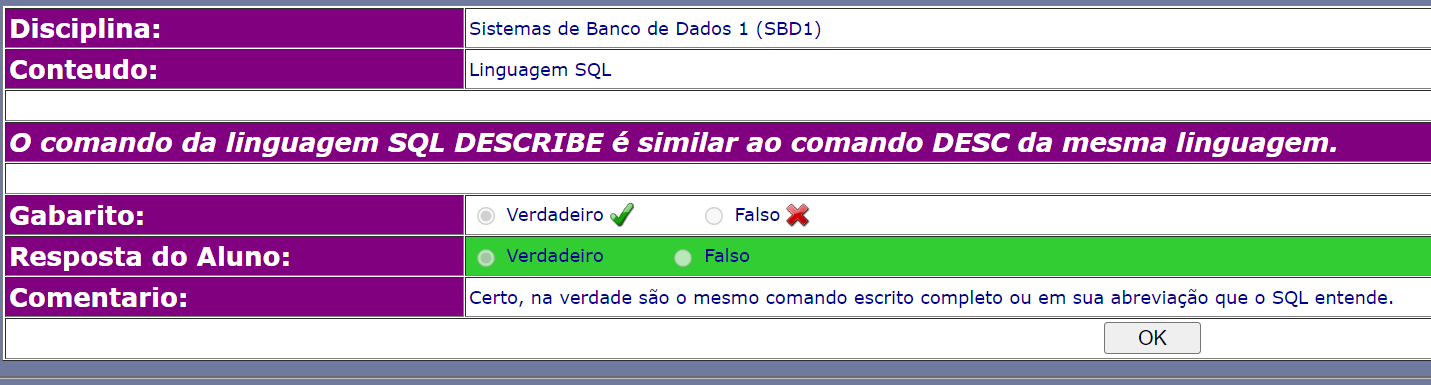 Disciplina: Sistemas de Banco de Dados 1 (SBD1)
Conteudo: Linguagem SQL
O comando da linguagem SQL DESCRIBE é similar ao comando DESC da mesma linguagem.
Gabarito: Verdadeiro Falso
Resposta do Aluno: Verdadeiro Falso
Comentario: Certo, na verdade são o mesmo comando escrito completo ou em sua abreviação que o SQL entende.
OK